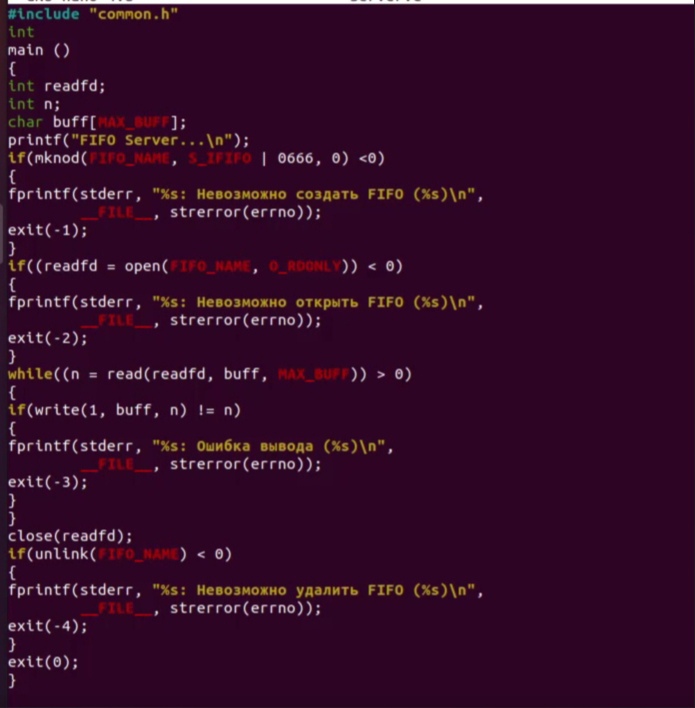 #include "common.h"
int
main ()
{
int readfd;
int n;
char buff[MAX_BUFF];
printf("FIFO Server...\n");
if(mknod(FIFO_NAME, S_IFIFO | 0666, 0) <0)
{
fprintf(stderr, "%s: Невозможно создать FIFO (%s)\n",
        __FILE__, strerror(errno));
exit(-1);
}
if((readfd = open(FIFO_NAME, O_RDONLY)) < 0)
{
fprintf(stderr, "%s: Невозможно открыть FIFO (%s)\n",
        __FILE__, strerror(errno));
exit(-2);
}
while((n = read(readfd, buff, MAX_BUFF)) > 0)
{
if(write(1, buff, n) != n)
{
fprintf(stderr, "%s: Ошибка вывода (%s)\n",
        __FILE__, strerror(errno));
exit(-3);
}
}
close(readfd);
if(unlink(FIFO_NAME) < 0)
{
fprintf(stderr, "%s: Невозможно удалить FIFO (%s)\n",
        __FILE__, strerror(errno));
exit(-4);
}
exit(0);
}